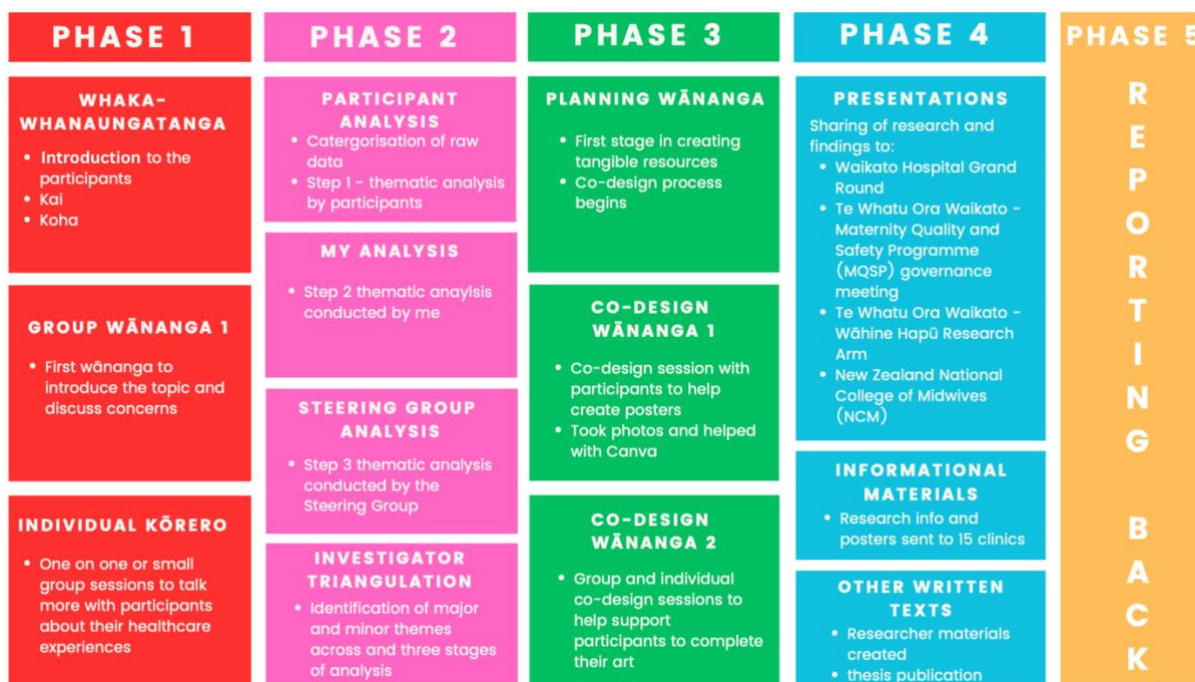 PHASE 1
WHAKA-
WHANAUNGATANGA
• Introduction to the
participants
• Kai
• Koha
GROUP WĀNANGA 1
• First wānanga to
introduce the topic and
discuss concerns
INDIVIDUAL KŌRERO
• One on one or small
group sessions to talk
more with participants
about their healthcare
experiences
PHASE 2
PARTICIPANT
ANALYSIS
• Catergorisation of raw
data
• Step 1 - thematic analysis
by participants
MY ANALYSIS
• Step 2 thematic anaylsis
conducted by me
STEERING GROUP
ANALYSIS
• Step 3 thematic analysis
conducted by the
Steering Group
INVESTIGATOR
TRIANGULATION
• Identification of major
and minor themes
across and three stages
of analysis
PHASE 3
PLANNING WĀNANGA
• First stage in creating
tangible resources
• Co-design process
begins
CO-DESIGN
WĀNANGA 1
• Co-design session with
participants to help
create posters
• Took photos and helped
with Canva
CO-DESIGN
WĀNANGA 2
• Group and individual
co-design sessions to
help support
participants to complete
their art
PHASE 4
PRESENTATIONS
Sharing of research and
findings to:
• Waikato Hospital Grand
Round
• Te Whatu Ora Waikato -
Maternity Quality and
Safety Programme
(MQSP) governance
meeting
• Te Whatu Ora Waikato -
Wāhine Hapū Research
Arm
• New Zealand National
College of Midwives
(NCM)
INFORMATIONAL
MATERIALS
• Research info and
posters sent to 15 clinics
OTHER WRITTEN
TEXTS
• Researcher materials
created
• thesis publication
PHASE 5
REPORTING BACK